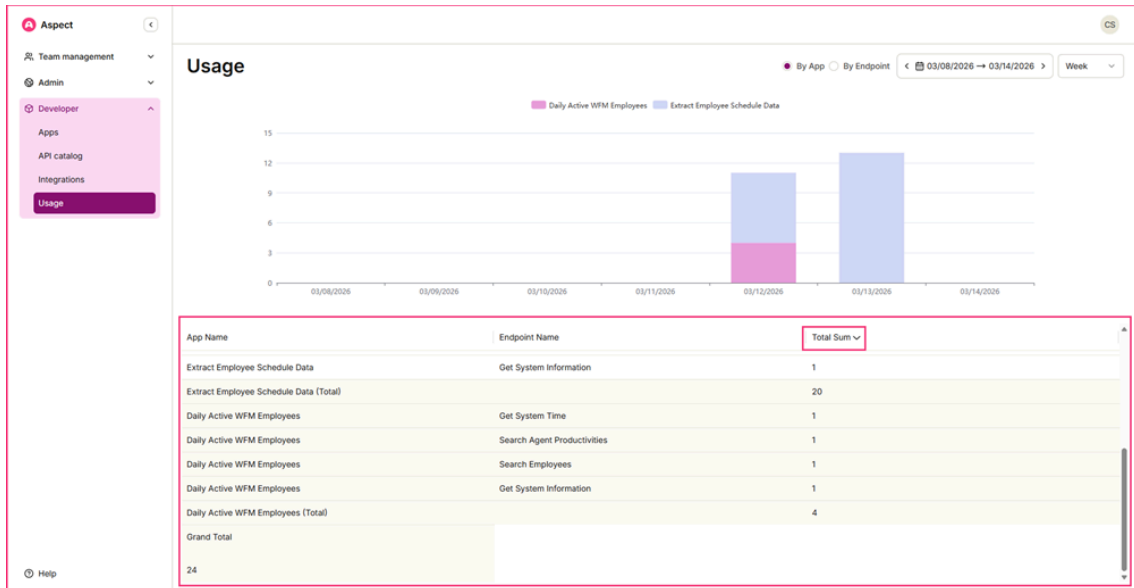 Aspect
CS
Team management
Admin
Developer
Apps
API catalog
Integrations
Usage
Help
Usage
By App By Endpoint 03/08/2026 → 03/14/2026 Week
Daily Active WFM Employees Extract Employee Schedule Data
15
12
9
6
3
0
03/08/2026 03/09/2026 03/10/2026 03/11/2026 03/12/2026 03/13/2026 03/14/2026
App Name Endpoint Name Total Sum
Extract Employee Schedule Data Get System Information 1
Extract Employee Schedule Data (Total) 20
Daily Active WFM Employees Get System Time 1
Daily Active WFM Employees Search Agent Productivities 1
Daily Active WFM Employees Search Employees 1
Daily Active WFM Employees Get System Information 1
Daily Active WFM Employees (Total) 4
Grand Total
24